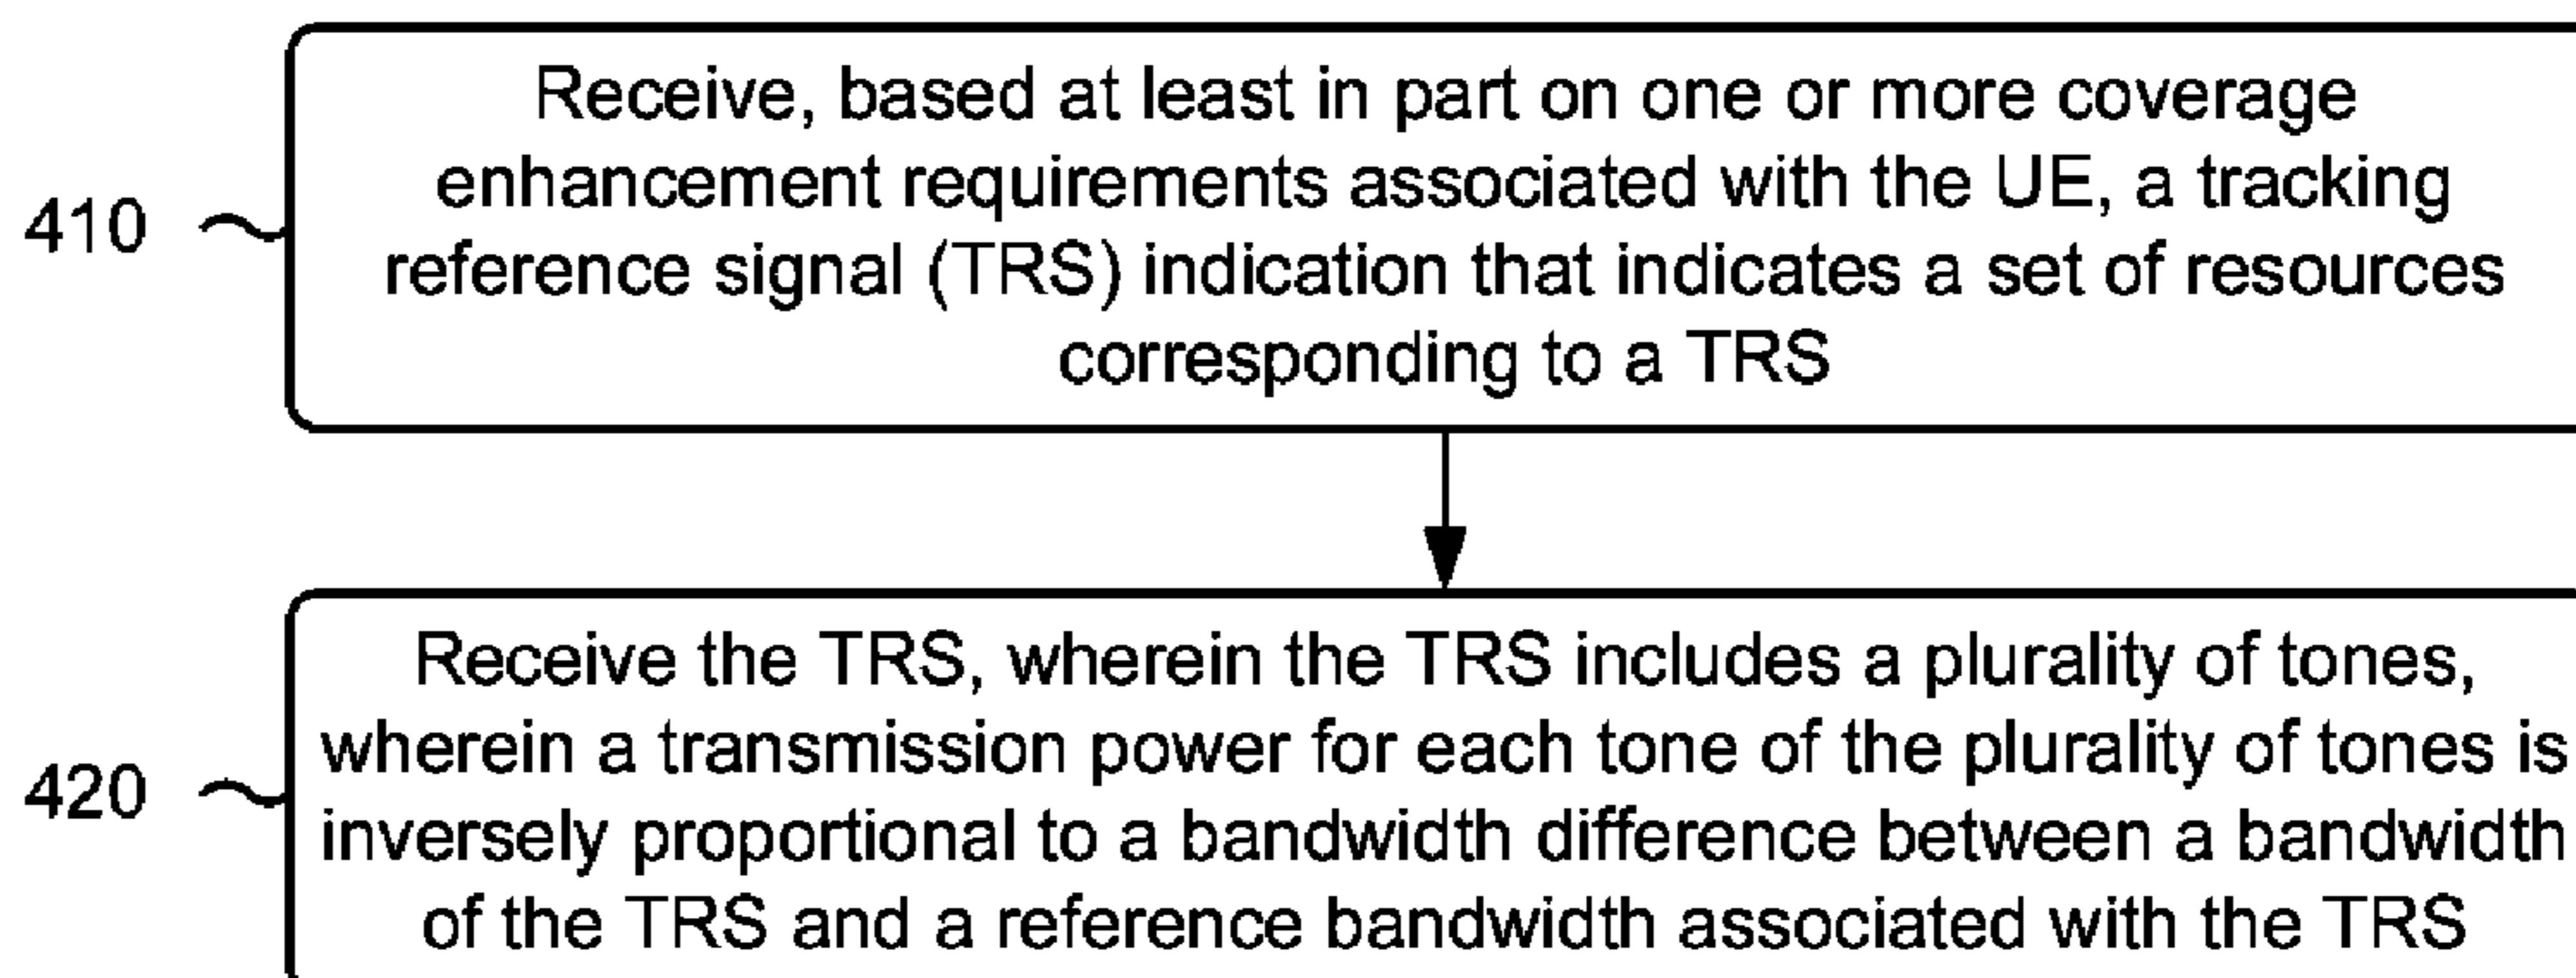 Receive, based at least in part on one or more coverage
enhancement requirements associated with the UE, a tracking
410
reference signal (TRS) indication that indicates a set of resources
corresponding to a TRS
Receive the TRS, wherein the TRS includes a plurality of tones,
wherein a transmission power for each tone of the plurality of tones is
420
inversely proportional to a bandwidth difference between a bandwidth
of the TRS and a reference bandwidth associated with the TRS